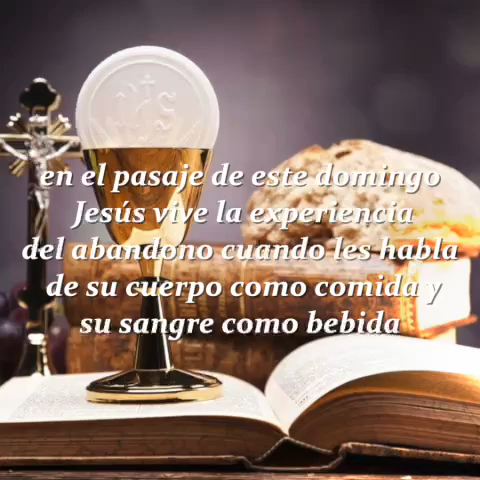 IHS
en el pasaje de este domingo
Jesús vive la experiencia
del abandono cuando les habla
de su cuerpo como comida y
su sangre como bebida